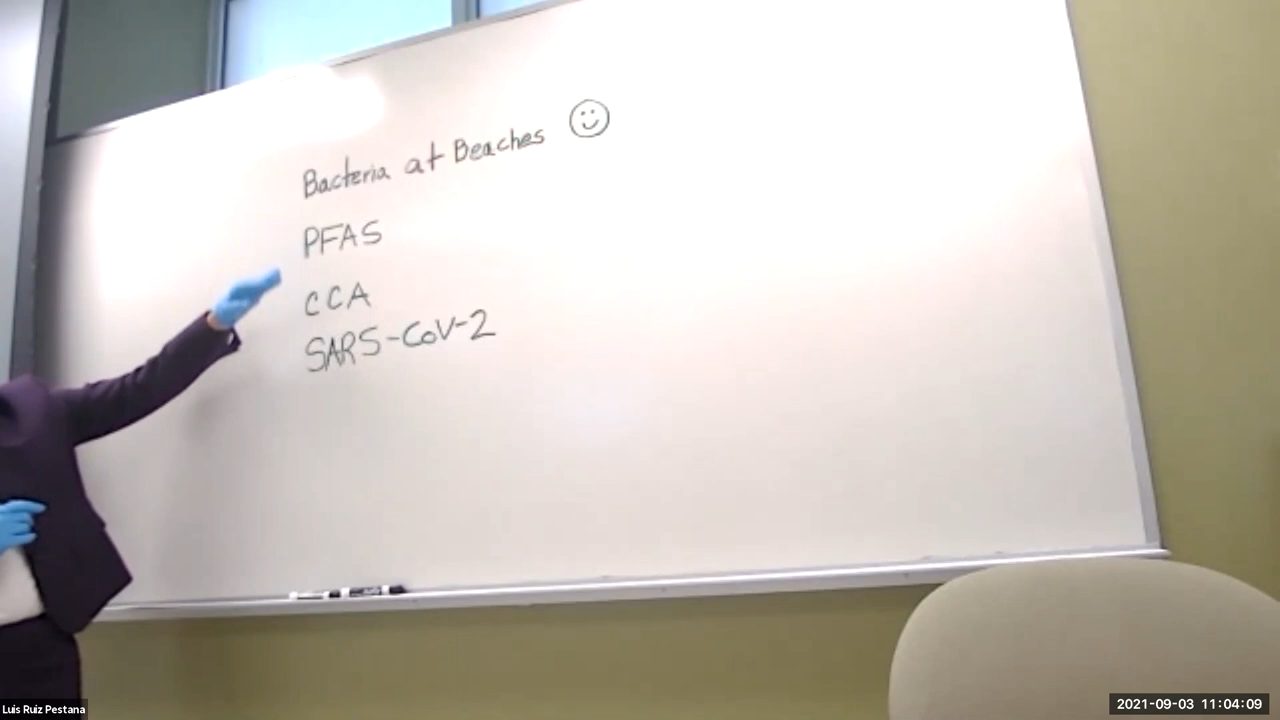 Bacteria at Beaches
PFAS
CCA
SARS-CoV-2
Luis Ruiz Pestana
2021-09-03 11:04:09